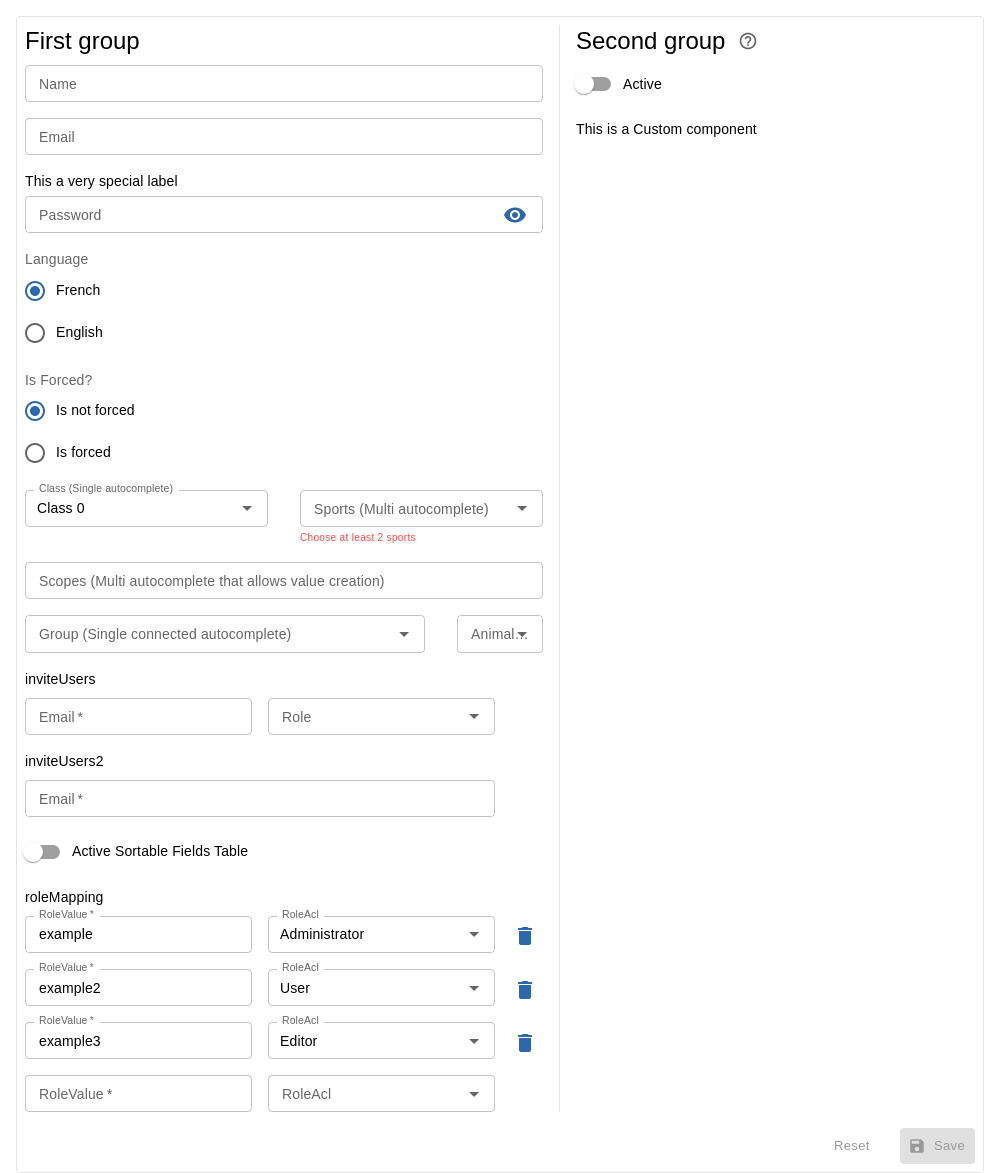 First group
Name
Email
This a very special label
Password
Language
French
English
Is Forced?
Is not forced
Is forced
Class (Single autocomplete)
Class 0
Sports (Multi autocomplete)
Choose at least 2 sports
Scopes (Multi autocomplete that allows value creation)
Group (Single connected autocomplete)
Animal...
inviteUsers
Email *
Role
inviteUsers2
Email *
Active Sortable Fields Table
roleMapping
RoleValue *
RoleAcl
example
Administrator
RoleValue *
RoleAcl
example2
User
RoleValue *
RoleAcl
example3
Editor
RoleValue *
RoleAcl
Second group
Active
This is a Custom component
Reset
Save